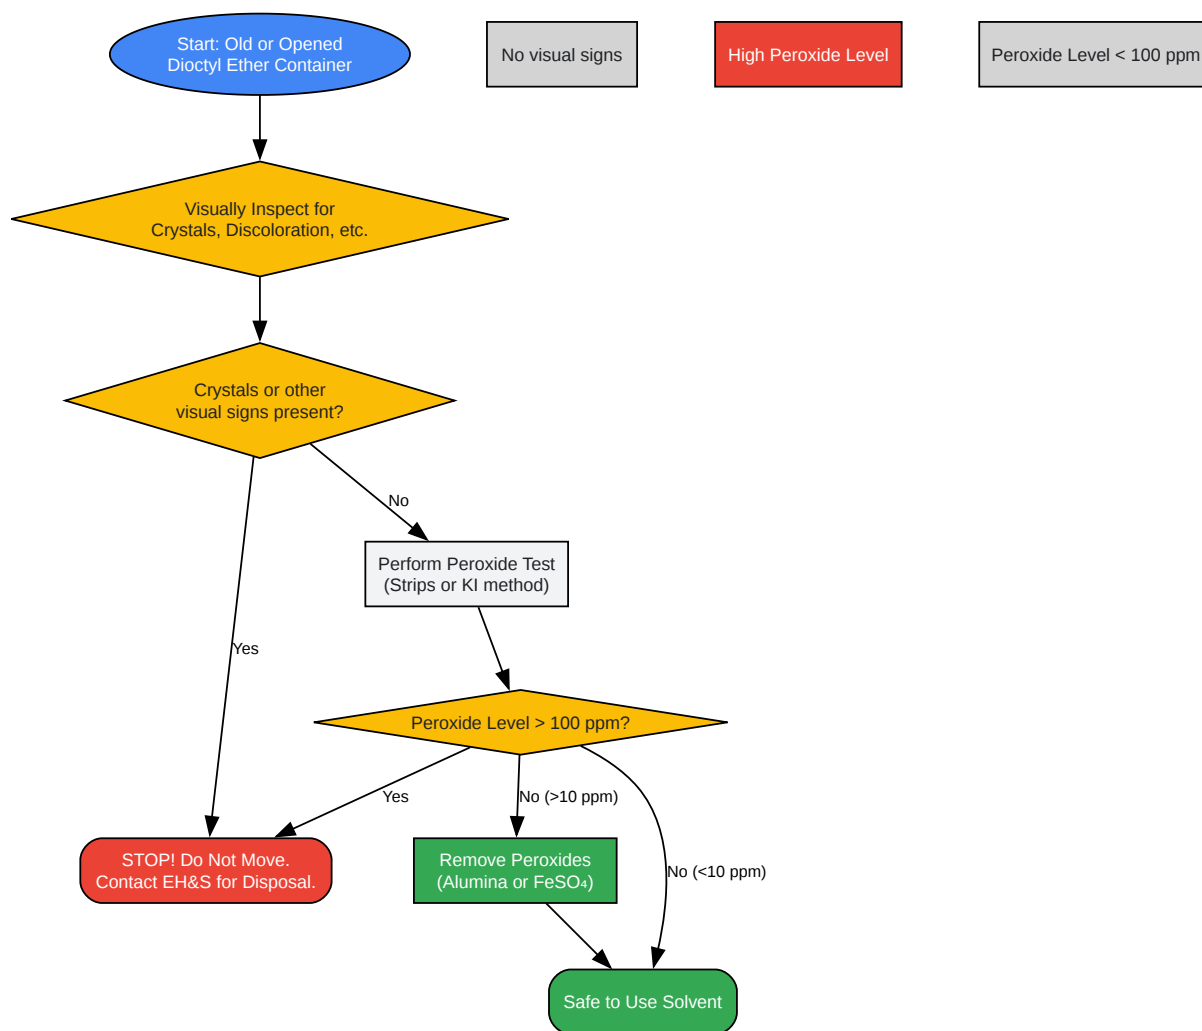 Start: Old or Opened
Dioctyl Ether Container
No visual signs
High Peroxide Level
Peroxide Level < 100 ppm
Visually Inspect for
Crystals, Discoloration, etc.
Crystals or other
visual signs present?
No
Perform Peroxide Test
(Strips or KI method)
Yes
Peroxide Level > 100 ppm?
Yes
No (>10 ppm)
STOP! Do Not Move.
Contact EH&S for Disposal.
Remove Peroxides
(Alumina or FeSO₄)
No (<10 ppm)
Safe to Use Solvent